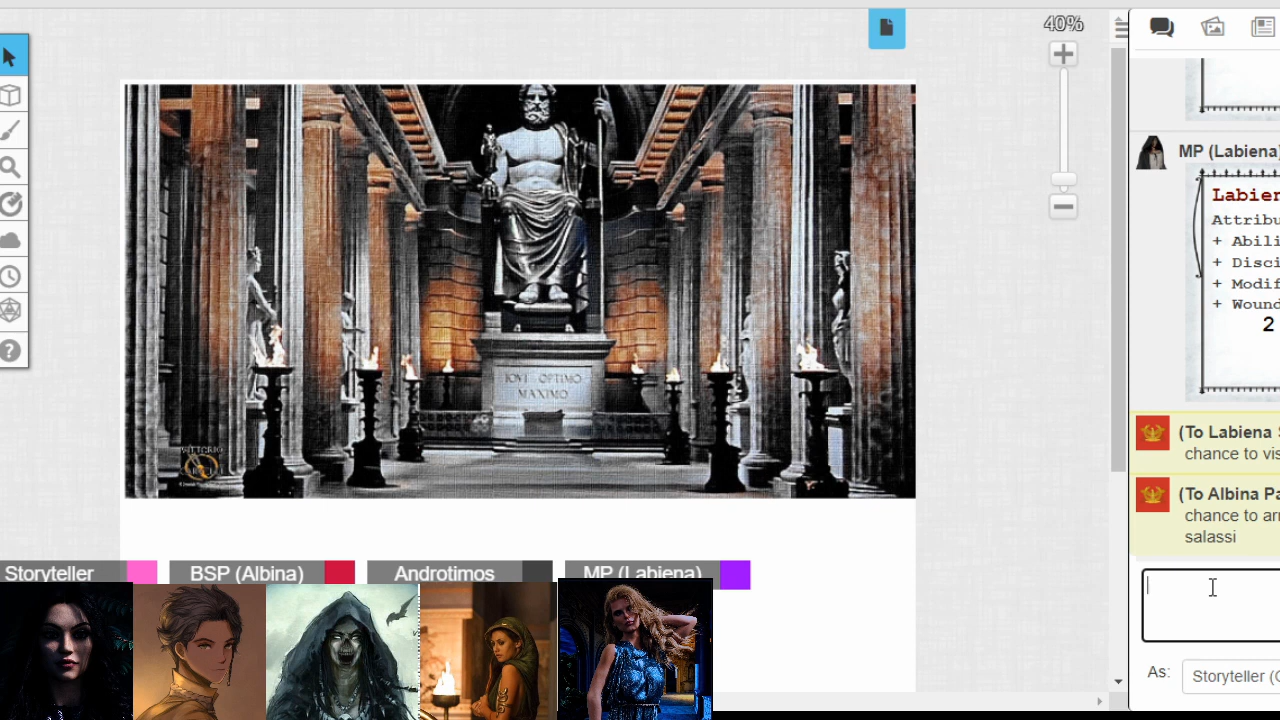 40%
MP (Labiena)
Labien
Attribu
+ Abili
+ Disci
+ Modif
+ Wound
2
IOVI OPTIMO
MAXIMO
(To Labiena S
chance to vis
(To Albina Pa
chance to arr
salassi
Storyteller
BSP (Albina)
Androtimos
MP (Labiena)
As:
Storyteller (G